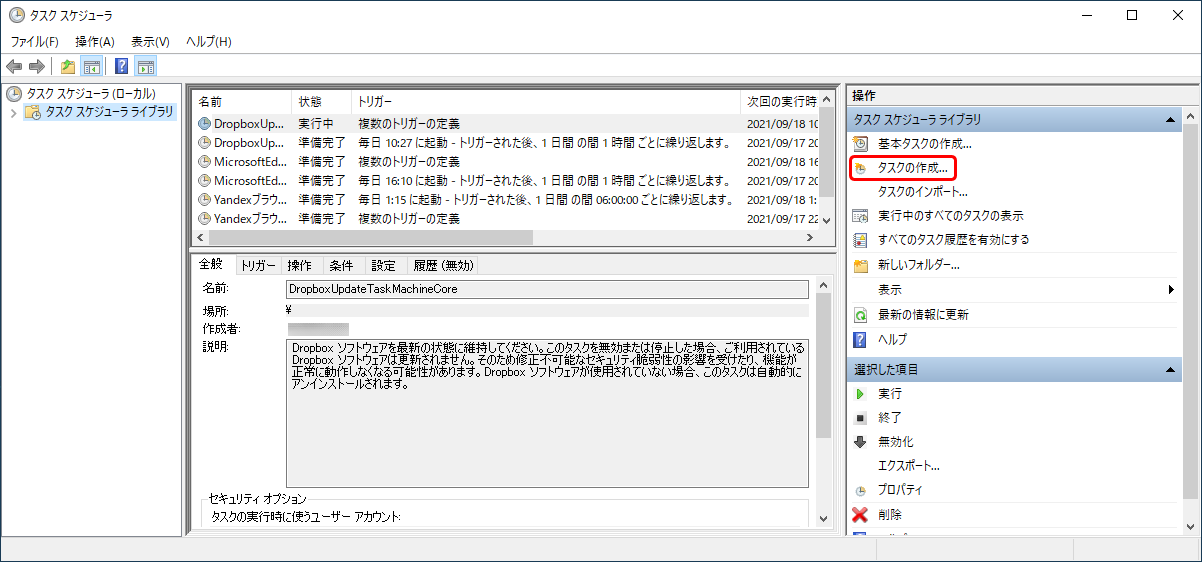 タスク スケジューラ
ファイル(F) 操作(A) 表示(V) ヘルプ(H)
タスク スケジューラ (ローカル)
タスク スケジューラ ライブラリ
名前 状態 トリガー 次回の実行時
DropboxUp... 実行中 複数のトリガーの定義 2021/09/18 10
DropboxUp... 準備完了 毎日 10:27 に起動 - トリガーされた後、1 日間 の間 1 時間 ごとに繰り返します。 2021/09/17 20
MicrosoftEd... 準備完了 複数のトリガーの定義 2021/09/18 16
MicrosoftEd... 準備完了 毎日 16:10 に起動 - トリガーされた後、1 日間 の間 1 時間 ごとに繰り返します。 2021/09/17 20
Yandexブラウ... 準備完了 毎日 1:15 に起動 - トリガーされた後、1 日間 の間 06:00:00 ごとに繰り返します。 2021/09/18 1:
Yandexブラウ... 準備完了 複数のトリガーの定義 2021/09/17 22
全般 トリガー 操作 条件 設定 履歴 (無効)
名前: DropboxUpdateTaskMachineCore
場所: ¥
作成者:
説明: Dropbox ソフトウェアを最新の状態に維持してください。このタスクを無効または停止した場合、ご利用されている
Dropbox ソフトウェアは更新されません。そのため修正不可能なセキュリティ脆弱性の影響を受けたり、機能が
正常に動作しなくなる可能性があります。Dropbox ソフトウェアが使用されていない場合、このタスクは自動的に
アンインストールされます。
セキュリティ オプション
タスクの実行時に使うユーザー アカウント:
操作
タスク スケジューラ ライブラリ
基本タスクの作成...
タスクの作成...
タスクのインポート...
実行中のすべてのタスクの表示
すべてのタスク履歴を有効にする
新しいフォルダー...
表示
最新の情報に更新
ヘルプ
選択した項目
実行
終了
無効化
エクスポート...
プロパティ
削除